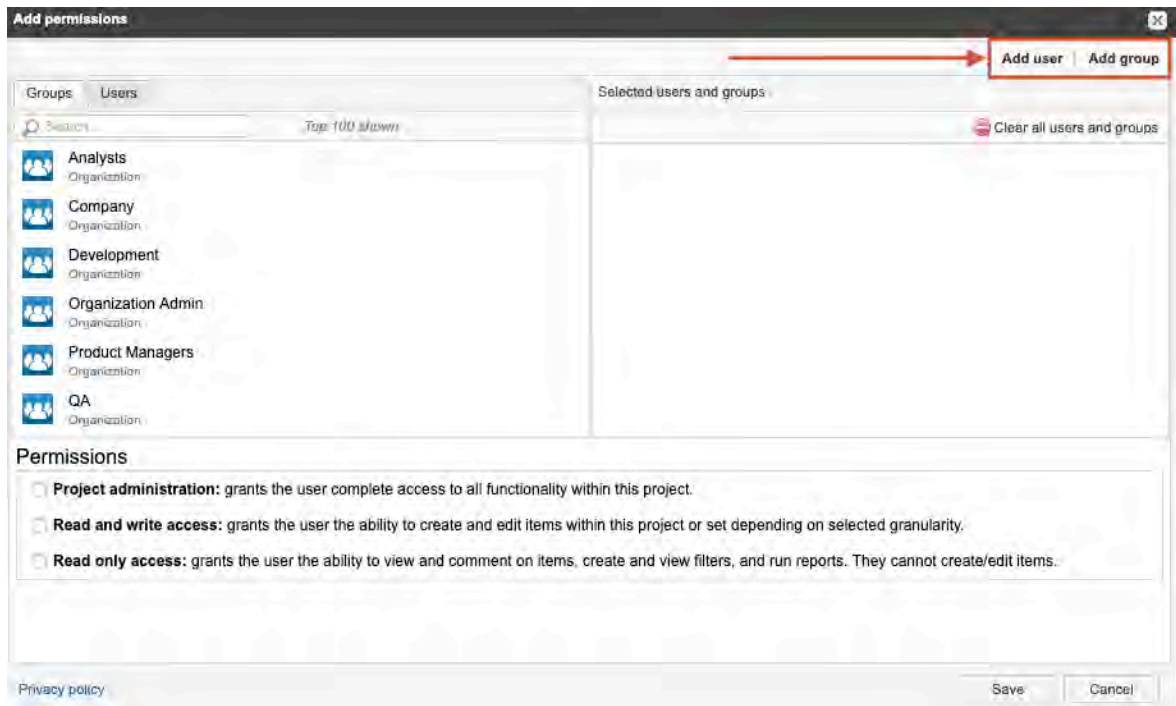 Add permissions
Add user | Add group
Groups Users
Selected users and groups
Search... Top 100 shown
Clear all users and groups
Analysts
Organization
Company
Organization
Development
Organization
Organization Admin
Organization
Product Managers
Organization
QA
Organization
Permissions
Project administration: grants the user complete access to all functionality within this project.
Read and write access: grants the user the ability to create and edit items within this project or set depending on selected granularity.
Read only access: grants the user the ability to view and comment on items, create and view filters, and run reports. They cannot create/edit items.
Privacy policy
Save Cancel